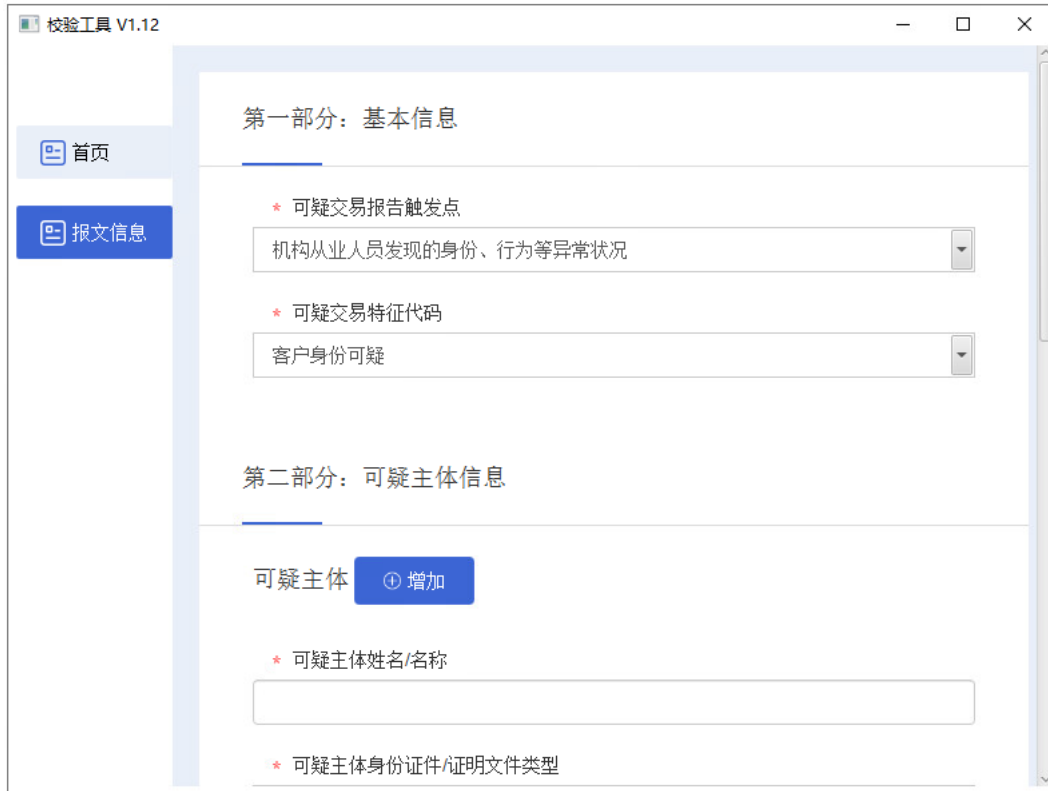 校验工具 V1.12
首页
报文信息
第一部分：基本信息
* 可疑交易报告触发点
机构从业人员发现的身份、行为等异常状况
* 可疑交易特征代码
客户身份可疑
第二部分：可疑主体信息
可疑主体 增加
* 可疑主体姓名/名称
* 可疑主体身份证件/证明文件类型